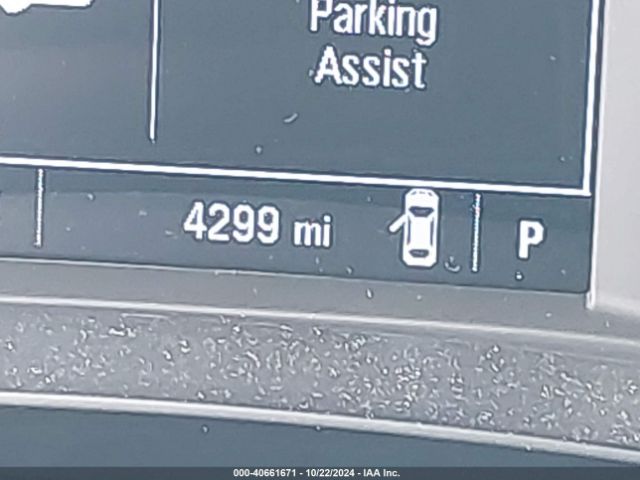 Parking
Assist
4299 mi
P
000-40661671 - 10/22/2024 - IAA Inc.